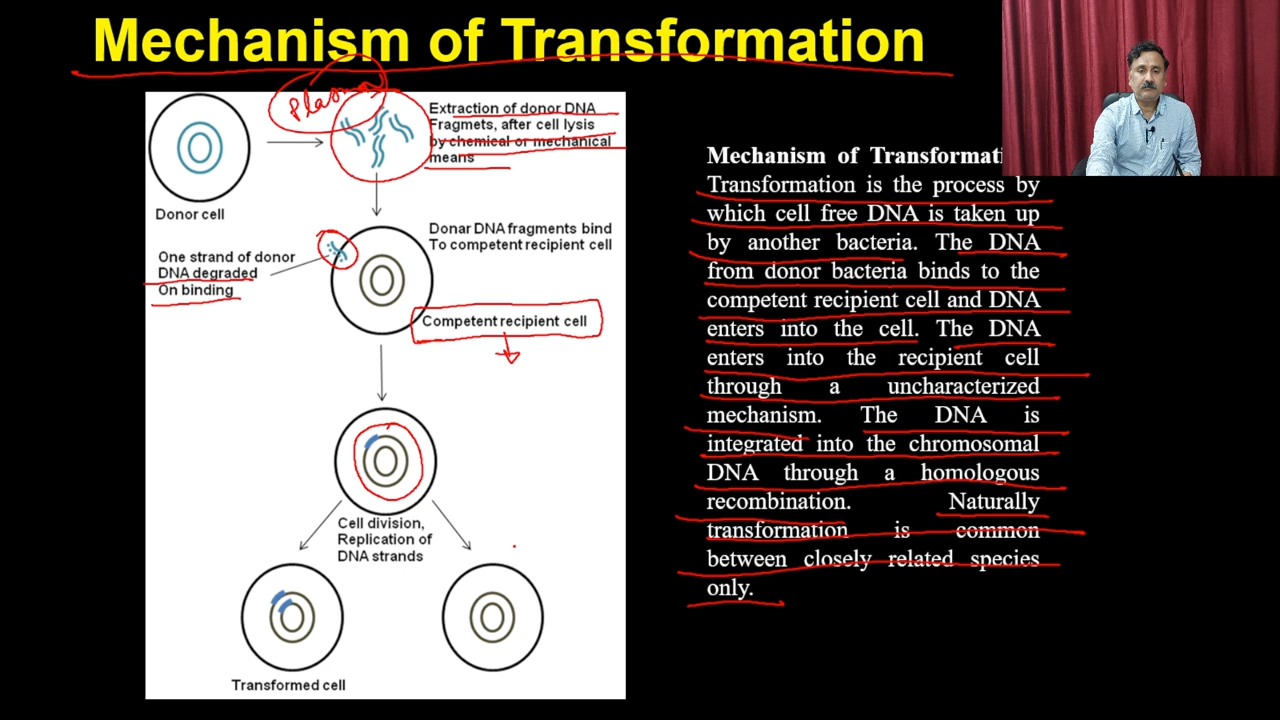 Mechanism of Transformation
Extraction of donor DNA
Fragmets, after cell lysis
by chemical or mechanical
means
Donor cell
Donar DNA fragments bind
To competent recipient cell
One strand of donor
DNA degraded
On binding
Competent recipient cell
Cell division,
Replication of
DNA strands
Transformed cell
Mechanism of Transformati
Transformation is the process by
which cell free DNA is taken up
by another bacteria. The DNA
from donor bacteria binds to the
competent recipient cell and DNA
enters into the cell. The DNA
enters into the recipient cell
through a uncharacterized
mechanism. The DNA is
integrated into the chromosomal
DNA through a homologous
recombination. Naturally
transformation is common
between closely related species
only.